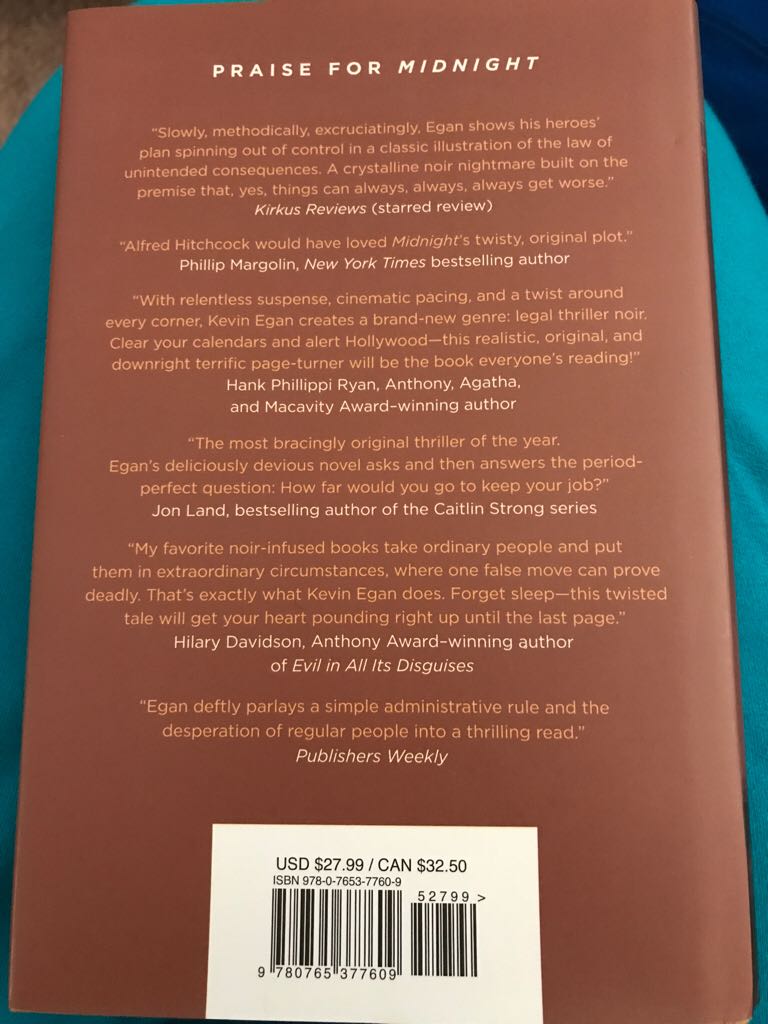 PRAISE FOR MIDNIGHT
“Slowly, methodically, excruciatingly, Egan shows his heroes’
plan spinning out of control in a classic illustration of the law of
unintended consequences. A crystalline noir nightmare built on the
premise that, yes, things can always, always, always get worse.”
Kirkus Reviews (starred review)
“Alfred Hitchcock would have loved Midnight’s twisty, original plot.”
Phillip Margolin, New York Times bestselling author
“With relentless suspense, cinematic pacing, and a twist around
every corner, Kevin Egan creates a brand-new genre: legal thriller noir.
Clear your calendars and alert Hollywood—this realistic, original, and
downright terrific page-turner will be the book everyone’s reading!”
Hank Phillippi Ryan, Anthony, Agatha,
and Macavity Award–winning author
“The most bracingly original thriller of the year.
Egan’s deliciously devious novel asks and then answers the period-
perfect question: How far would you go to keep your job?”
Jon Land, bestselling author of the Caitlin Strong series
“My favorite noir-infused books take ordinary people and put
them in extraordinary circumstances, where one false move can prove
deadly. That’s exactly what Kevin Egan does. Forget sleep—this twisted
tale will get your heart pounding right up until the last page.”
Hilary Davidson, Anthony Award–winning author
of Evil in All Its Disguises
“Egan deftly parlays a simple administrative rule and the
desperation of regular people into a thrilling read.”
Publishers Weekly
USD $27.99 / CAN $32.50
ISBN 978-0-7653-7760-9
52799 >
9 780765 377609